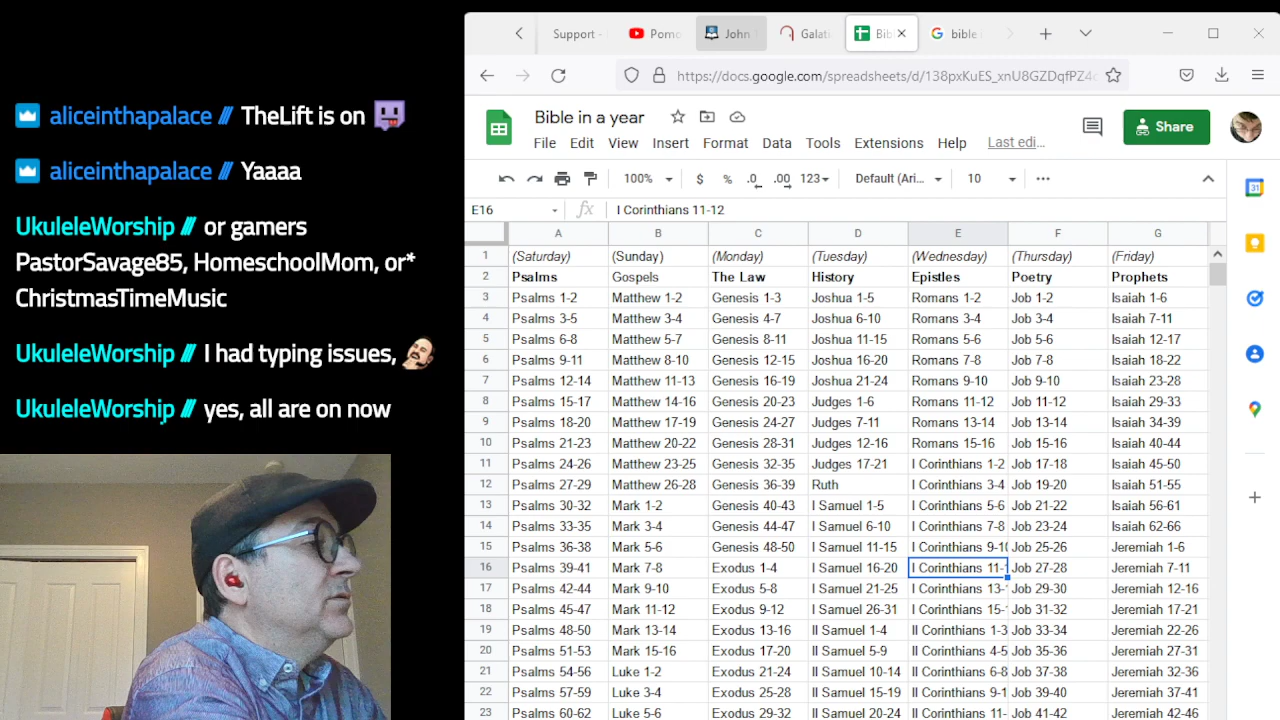 aliceinthapalace /// TheLift is on
aliceinthapalace /// Yaaaa
UkuleleWorship /// or gamers
PastorSavage85, HomeschoolMom, or*
ChristmasTimeMusic
UkuleleWorship /// I had typing issues,
UkuleleWorship /// yes, all are on now
Support - Pomo John Galati Bib bible
https://docs.google.com/spreadsheets/d/138pxKuES_xnU8GZDqfPZ4
Bible in a year
Share
File Edit View Insert Format Data Tools Extensions Help Last edi...
100% $ % .0 .00 123 Default (Ari... 10
E16 fx I Corinthians 11-12
A B C D E F G
1 (Saturday) (Sunday) (Monday) (Tuesday) (Wednesday) (Thursday) (Friday)
2 Psalms Gospels The Law History Epistles Poetry Prophets
3 Psalms 1-2 Matthew 1-2 Genesis 1-3 Joshua 1-5 Romans 1-2 Job 1-2 Isaiah 1-6
4 Psalms 3-5 Matthew 3-4 Genesis 4-7 Joshua 6-10 Romans 3-4 Job 3-4 Isaiah 7-11
5 Psalms 6-8 Matthew 5-7 Genesis 8-11 Joshua 11-15 Romans 5-6 Job 5-6 Isaiah 12-17
6 Psalms 9-11 Matthew 8-10 Genesis 12-15 Joshua 16-20 Romans 7-8 Job 7-8 Isaiah 18-22
7 Psalms 12-14 Matthew 11-13 Genesis 16-19 Joshua 21-24 Romans 9-10 Job 9-10 Isaiah 23-28
8 Psalms 15-17 Matthew 14-16 Genesis 20-23 Judges 1-6 Romans 11-12 Job 11-12 Isaiah 29-33
9 Psalms 18-20 Matthew 17-19 Genesis 24-27 Judges 7-11 Romans 13-14 Job 13-14 Isaiah 34-39
10 Psalms 21-23 Matthew 20-22 Genesis 28-31 Judges 12-16 Romans 15-16 Job 15-16 Isaiah 40-44
11 Psalms 24-26 Matthew 23-25 Genesis 32-35 Judges 17-21 I Corinthians 1-2 Job 17-18 Isaiah 45-50
12 Psalms 27-29 Matthew 26-28 Genesis 36-39 Ruth I Corinthians 3-4 Job 19-20 Isaiah 51-55
13 Psalms 30-32 Mark 1-2 Genesis 40-43 I Samuel 1-5 I Corinthians 5-6 Job 21-22 Isaiah 56-61
14 Psalms 33-35 Mark 3-4 Genesis 44-47 I Samuel 6-10 I Corinthians 7-8 Job 23-24 Isaiah 62-66
15 Psalms 36-38 Mark 5-6 Genesis 48-50 I Samuel 11-15 I Corinthians 9-10 Job 25-26 Jeremiah 1-6
16 Psalms 39-41 Mark 7-8 Exodus 1-4 I Samuel 16-20 I Corinthians 11- Job 27-28 Jeremiah 7-11
17 Psalms 42-44 Mark 9-10 Exodus 5-8 I Samuel 21-25 I Corinthians 13- Job 29-30 Jeremiah 12-16
18 Psalms 45-47 Mark 11-12 Exodus 9-12 I Samuel 26-31 I Corinthians 15- Job 31-32 Jeremiah 17-21
19 Psalms 48-50 Mark 13-14 Exodus 13-16 II Samuel 1-4 II Corinthians 1-3 Job 33-34 Jeremiah 22-26
20 Psalms 51-53 Mark 15-16 Exodus 17-20 II Samuel 5-9 II Corinthians 4-5 Job 35-36 Jeremiah 27-31
21 Psalms 54-56 Luke 1-2 Exodus 21-24 II Samuel 10-14 II Corinthians 6-8 Job 37-38 Jeremiah 32-36
22 Psalms 57-59 Luke 3-4 Exodus 25-28 II Samuel 15-19 II Corinthians 9-1 Job 39-40 Jeremiah 37-41
23 Psalms 60-62 Luke 5-6 Exodus 29-32 II Samuel 20-24 II Corinthians 11- Job 41-42 Jeremiah 42-46